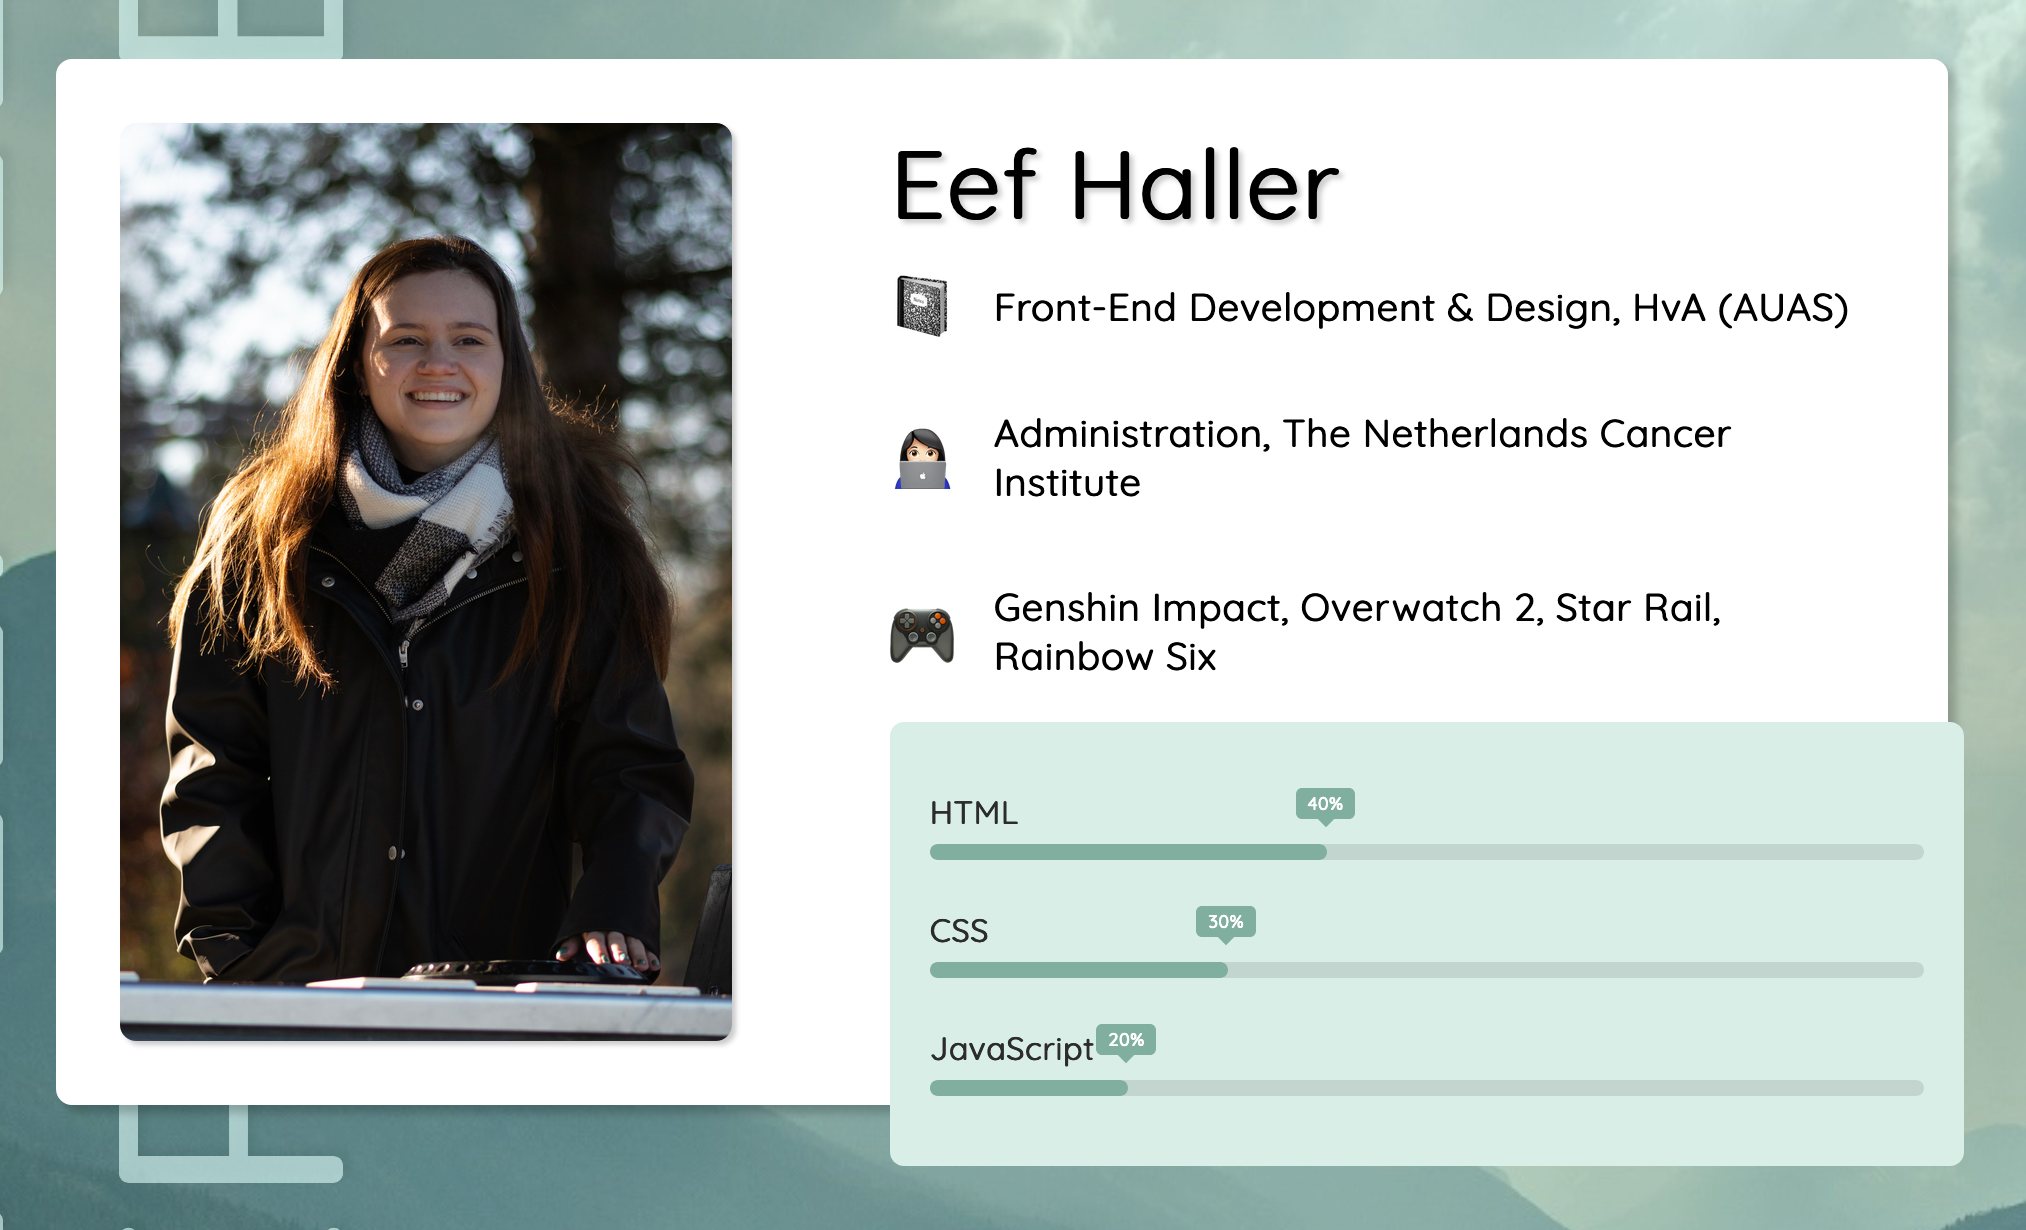 Eef Haller
Front-End Development & Design, HvA (AUAS)
Administration, The Netherlands Cancer
Institute
Genshin Impact, Overwatch 2, Star Rail,
Rainbow Six
HTML
40%
CSS
30%
JavaScript
20%